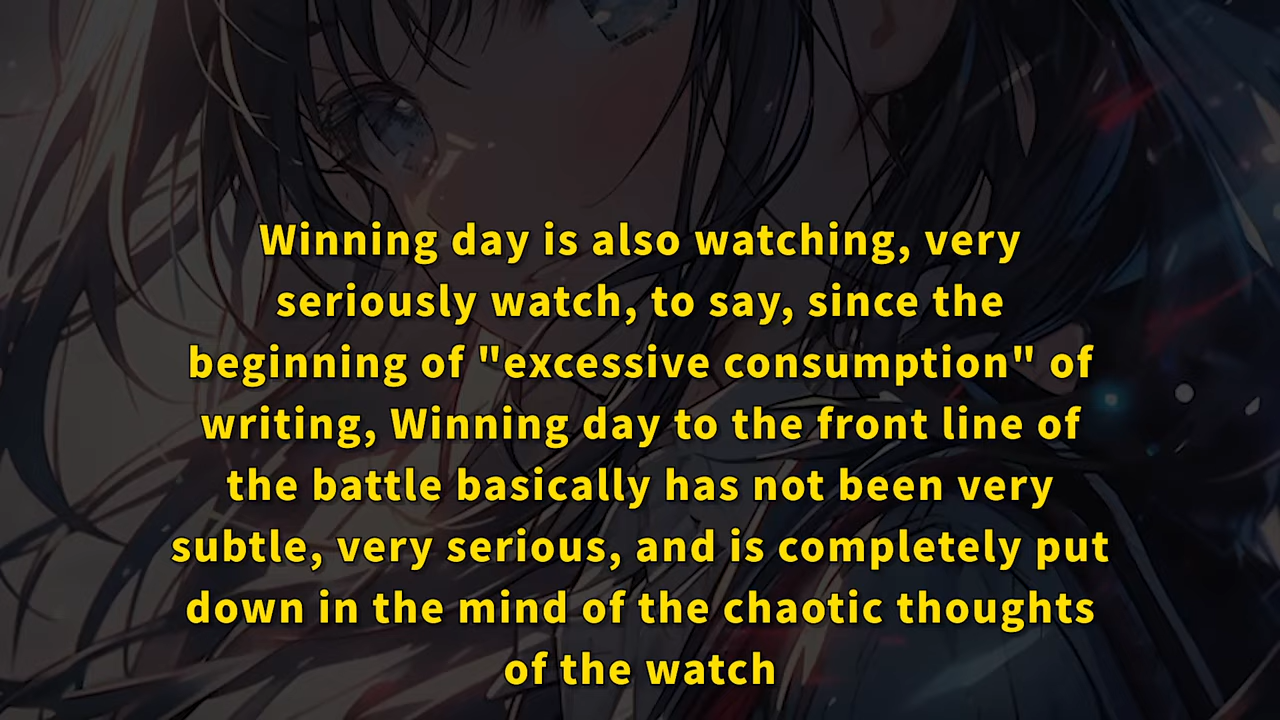 Winning day is also watching, very
seriously watch, to say, since the
beginning of "excessive consumption" of
writing, Winning day to the front line of
the battle basically has not been very
subtle, very serious, and is completely put
down in the mind of the chaotic thoughts
of the watch